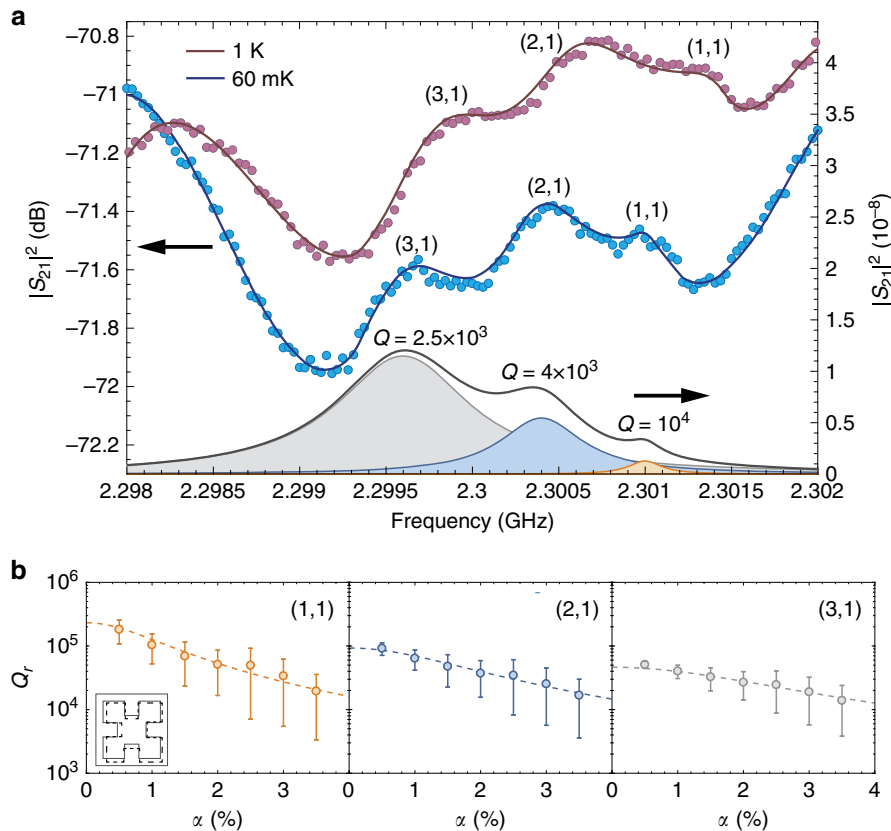 a
−70.8
−71
−71.2
−71.4
−71.6
−71.8
−72
−72.2
|S21|² (dB)
1 K
60 mK
(3,1)
(2,1)
(1,1)
(3,1)
(2,1)
(1,1)
Q = 2.5×10³
Q = 4×10³
Q = 10⁴
4
3.5
3
2.5
2
1.5
1
0.5
0
|S21|² (10⁻⁸)
2.298 2.2985 2.299 2.2995 2.3 2.3005 2.301 2.3015 2.302
Frequency (GHz)
b
10⁶
10⁵
10⁴
10³
Qr
(1,1) (2,1) (3,1)
0 1 2 3 0 1 2 3 0 1 2 3 4
α (%) α (%) α (%)